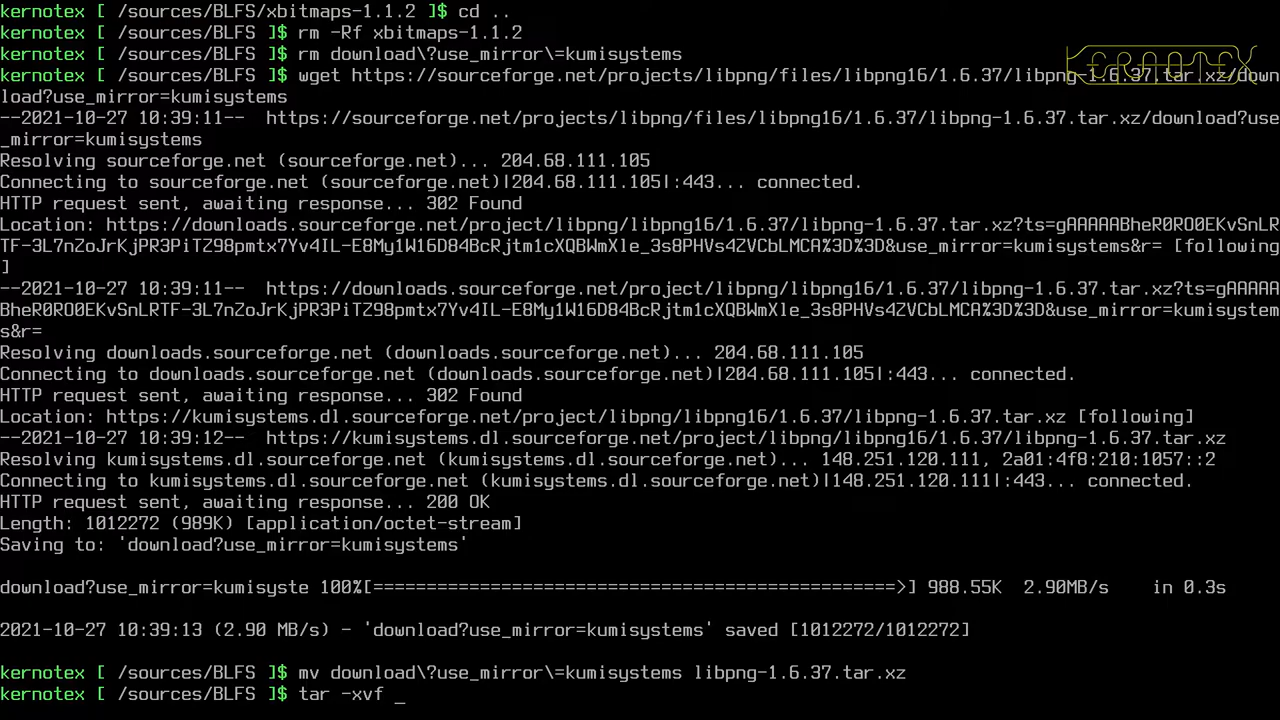 kernotex [ /sources/BLFS/xbitmaps-1.1.2 ]$ cd ..
kernotex [ /sources/BLFS ]$ rm -Rf xbitmaps-1.1.2
kernotex [ /sources/BLFS ]$ rm download\?use_mirror\=kumisystems
KERNOTEX
kernotex [ /sources/BLFS ]$ wget https://sourceforge.net/projects/libpng/files/libpng16/1.6.37/libpng-1.6.37.tar.xz/down
load?use_mirror=kumisystems
--2021-10-27 10:39:11--  https://sourceforge.net/projects/libpng/files/libpng16/1.6.37/libpng-1.6.37.tar.xz/download?use
_mirror=kumisystems
Resolving sourceforge.net (sourceforge.net)... 204.68.111.105
Connecting to sourceforge.net (sourceforge.net)|204.68.111.105|:443... connected.
HTTP request sent, awaiting response... 302 Found
Location: https://downloads.sourceforge.net/project/libpng/libpng16/1.6.37/libpng-1.6.37.tar.xz?ts=gAAAAABheR0RO0EKvSnLR
TF-3L7nZoJrKjPR3PiTZ98pmtx7Yv4IL-E8My1W16D84BcRjtm1cXQBWmXle_3s8PHVs4ZVCbLMCA%3D%3D&use_mirror=kumisystems&r= [following
]
--2021-10-27 10:39:11--  https://downloads.sourceforge.net/project/libpng/libpng16/1.6.37/libpng-1.6.37.tar.xz?ts=gAAAAA
BheR0RO0EKvSnLRTF-3L7nZoJrKjPR3PiTZ98pmtx7Yv4IL-E8My1W16D84BcRjtm1cXQBWmXle_3s8PHVs4ZVCbLMCA%3D%3D&use_mirror=kumisystem
s&r=
Resolving downloads.sourceforge.net (downloads.sourceforge.net)... 204.68.111.105
Connecting to downloads.sourceforge.net (downloads.sourceforge.net)|204.68.111.105|:443... connected.
HTTP request sent, awaiting response... 302 Found
Location: https://kumisystems.dl.sourceforge.net/project/libpng/libpng16/1.6.37/libpng-1.6.37.tar.xz [following]
--2021-10-27 10:39:12--  https://kumisystems.dl.sourceforge.net/project/libpng/libpng16/1.6.37/libpng-1.6.37.tar.xz
Resolving kumisystems.dl.sourceforge.net (kumisystems.dl.sourceforge.net)... 148.251.120.111, 2a01:4f8:210:1057::2
Connecting to kumisystems.dl.sourceforge.net (kumisystems.dl.sourceforge.net)|148.251.120.111|:443... connected.
HTTP request sent, awaiting response... 200 OK
Length: 1012272 (989K) [application/octet-stream]
Saving to: 'download?use_mirror=kumisystems'
download?use_mirror=kumisyste 100%[=================================================>] 988.55K  2.90MB/s    in 0.3s
2021-10-27 10:39:13 (2.90 MB/s) - 'download?use_mirror=kumisystems' saved [1012272/1012272]
kernotex [ /sources/BLFS ]$ mv download\?use_mirror\=kumisystems libpng-1.6.37.tar.xz
kernotex [ /sources/BLFS ]$ tar -xvf _